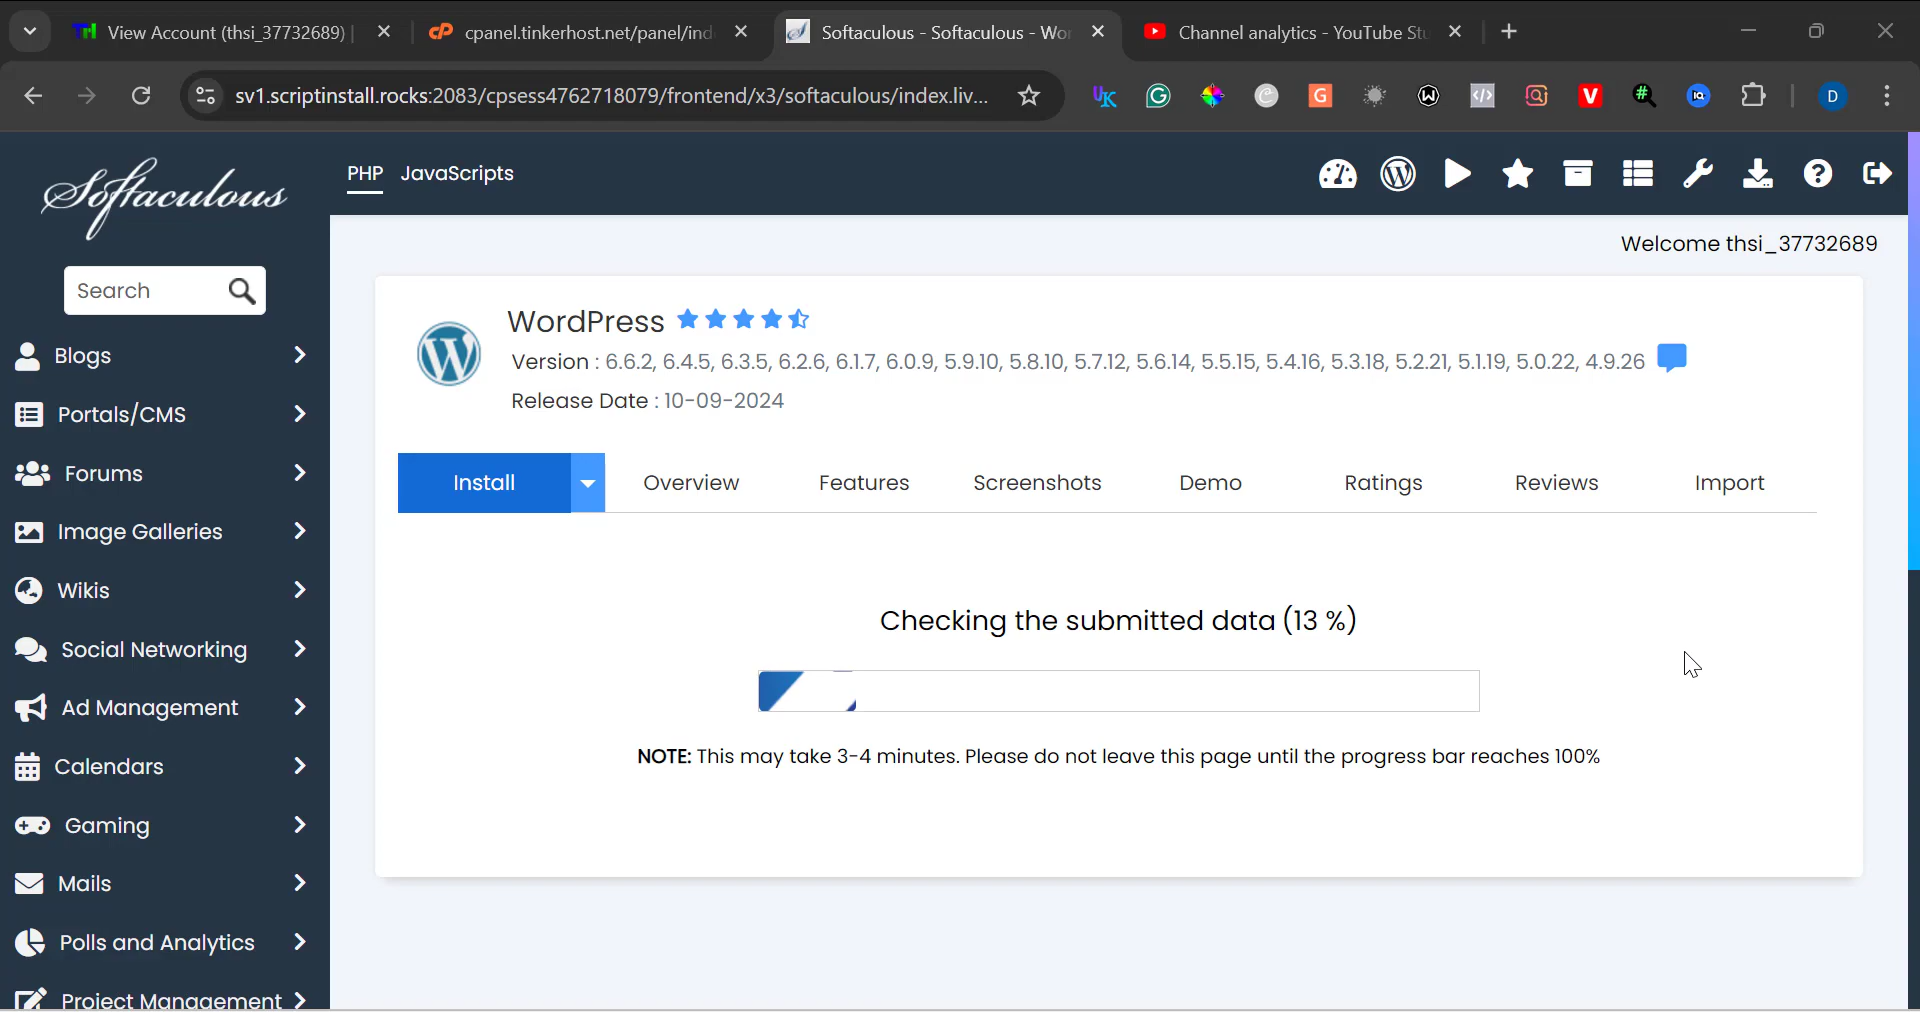 View Account (thsi_37732689) |
cpanel.tinkerhost.net/panel/ind
Softaculous - Softaculous - Wor
Channel analytics - YouTube Stu
sv1.scriptinstall.rocks:2083/cpsess4762718079/frontend/x3/softaculous/index.liv...
D
Softaculous
PHP JavaScripts
Welcome thsi_37732689
Search
WordPress
Version : 6.6.2, 6.4.5, 6.3.5, 6.2.6, 6.1.7, 6.0.9, 5.9.10, 5.8.10, 5.7.12, 5.6.14, 5.5.15, 5.4.16, 5.3.18, 5.2.21, 5.1.19, 5.0.22, 4.9.26
Release Date : 10-09-2024
Install Overview Features Screenshots Demo Ratings Reviews Import
Blogs
Portals/CMS
Forums
Image Galleries
Wikis
Social Networking
Ad Management
Calendars
Gaming
Mails
Polls and Analytics
Project Management
Checking the submitted data (13 %)
NOTE: This may take 3-4 minutes. Please do not leave this page until the progress bar reaches 100%